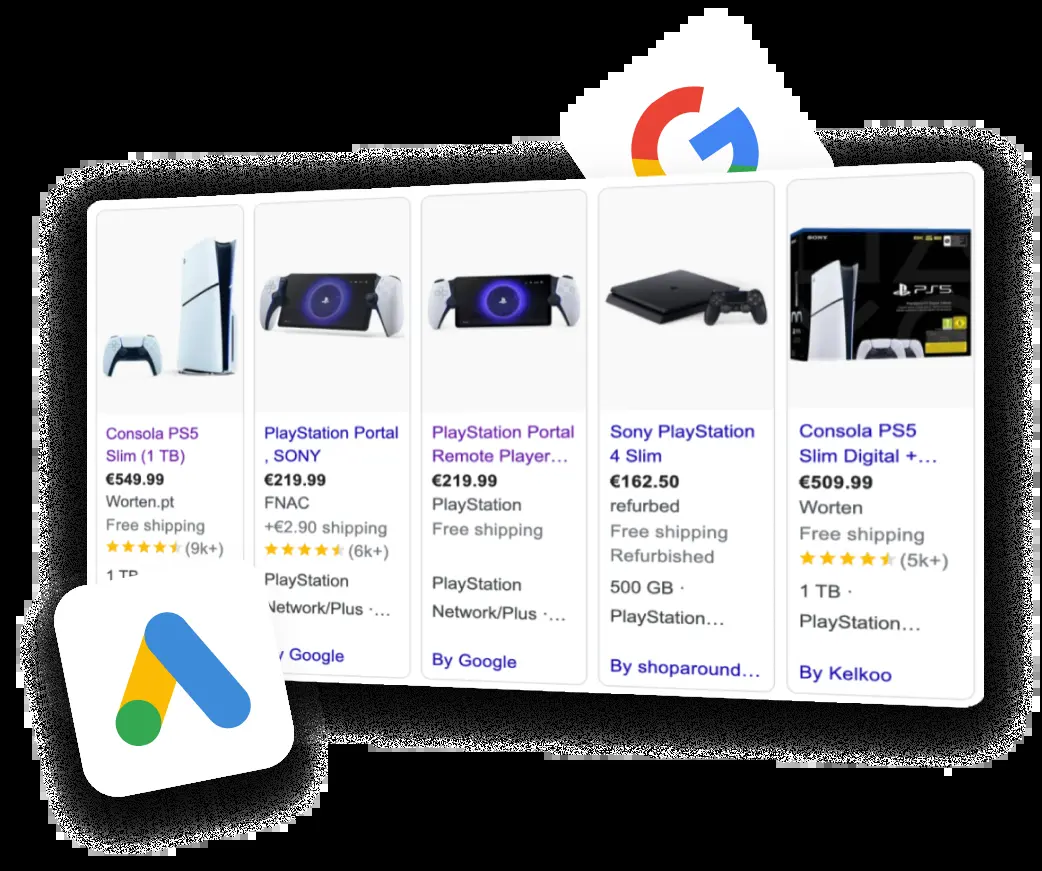 Consola PS5
Slim (1 TB)
€549.99
Worten.pt
Free shipping
(9k+)
1 TB
PlayStation Portal
, SONY
€219.99
FNAC
+€2.90 shipping
(6k+)
PlayStation
Network/Plus ·...
y Google
PlayStation Portal
Remote Player...
€219.99
PlayStation
Free shipping
PlayStation
Network/Plus ·...
By Google
Sony PlayStation
4 Slim
€162.50
refurbed
Free shipping
Refurbished
500 GB ·
PlayStation...
By shoparound...
SONY
PS5
Consola PS5
Slim Digital +...
€509.99
Worten
Free shipping
(5k+)
1 TB ·
PlayStation...
By Kelkoo